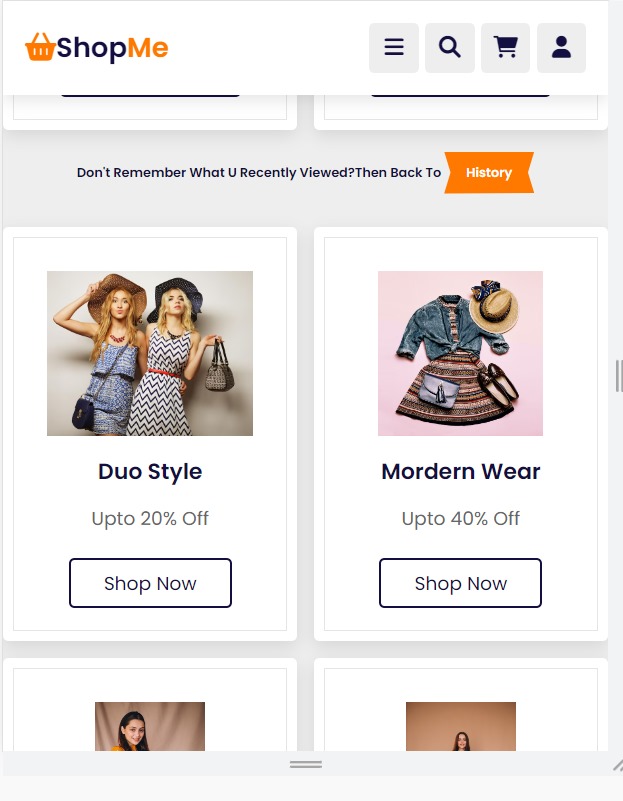 ShopMe
Don't Remember What U Recently Viewed?Then Back To History
Duo Style
Upto 20% Off
Shop Now
Mordern Wear
Upto 40% Off
Shop Now